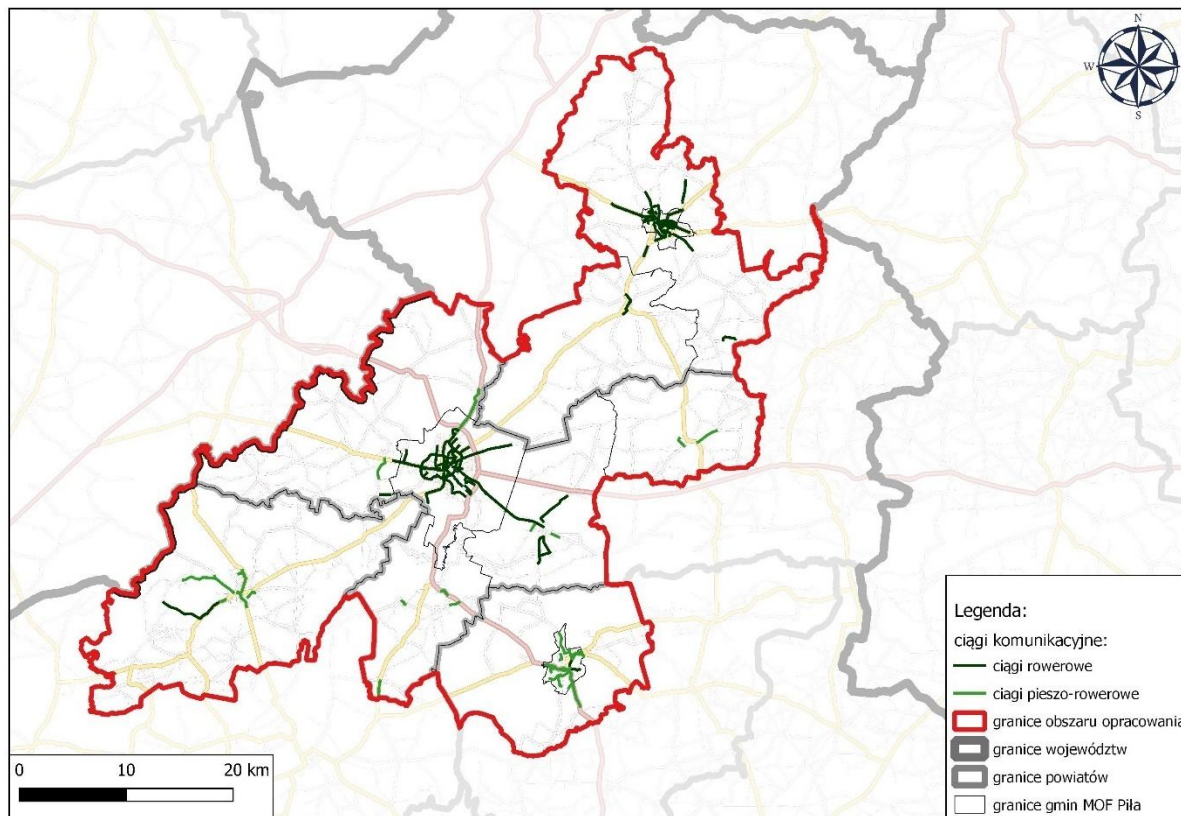 N
W
S
Legenda:
ciągi komunikacyjne:
ciągi rowerowe
ciagi pieszo-rowerowe
granice obszaru opracowania
granice województw
granice powiatów
granice gmin MOF Piła
0 10 20 km